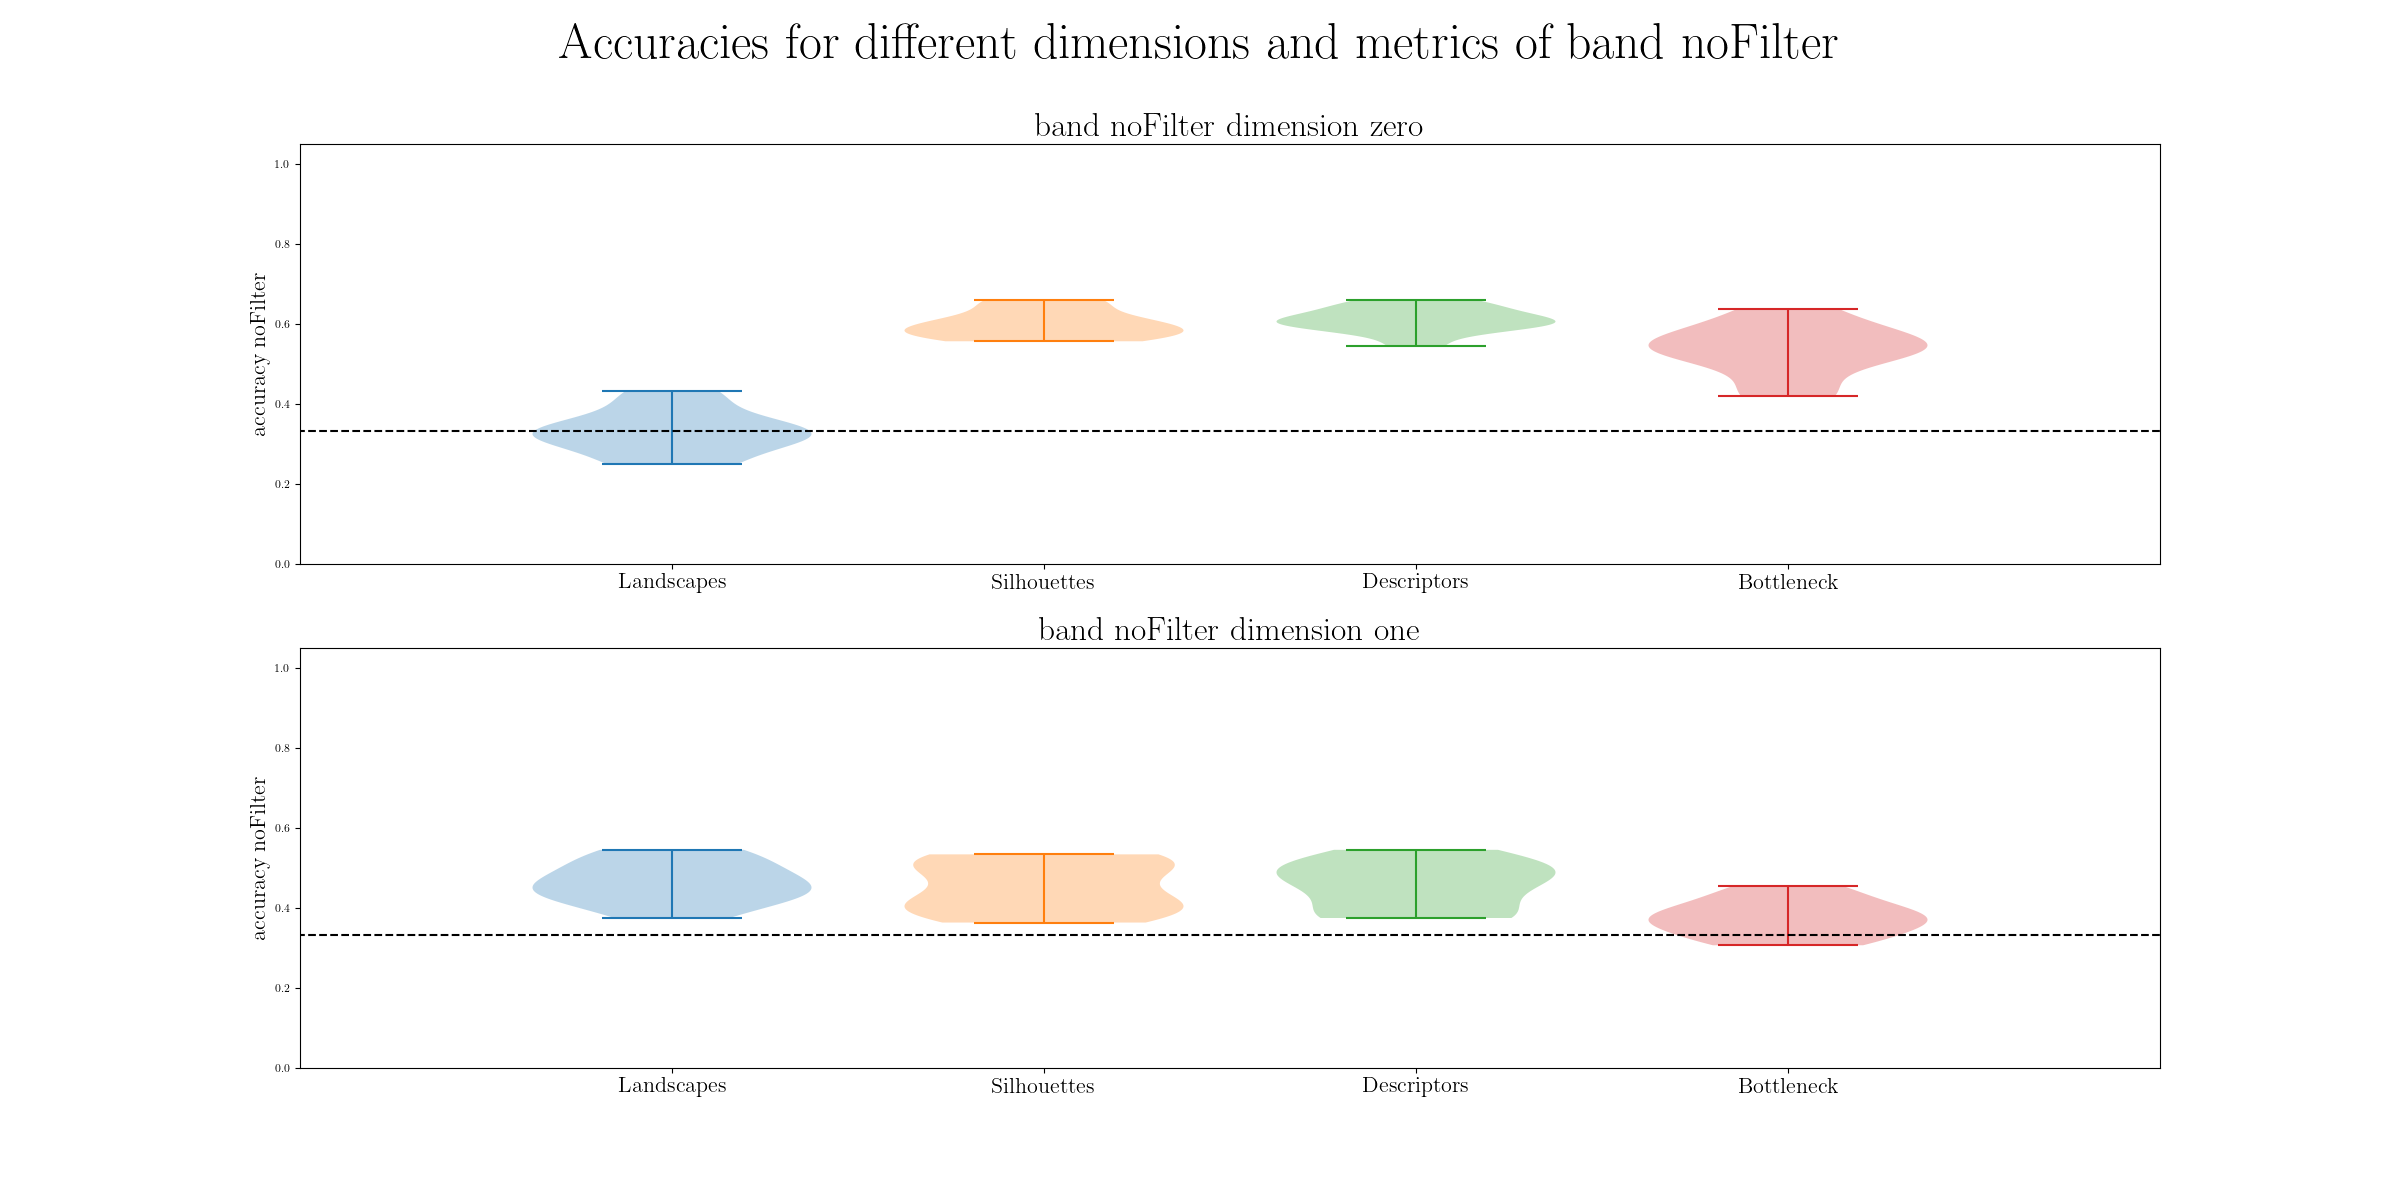 Accuracies for different dimensions and metrics of band noFilter
band noFilter dimension zero
accuracy noFilter
1.0
0.8
0.6
0.4
0.2
0.0
Landscapes Silhouettes Descriptors Bottleneck
band noFilter dimension one
accuracy noFilter
1.0
0.8
0.6
0.4
0.2
0.0
Landscapes Silhouettes Descriptors Bottleneck